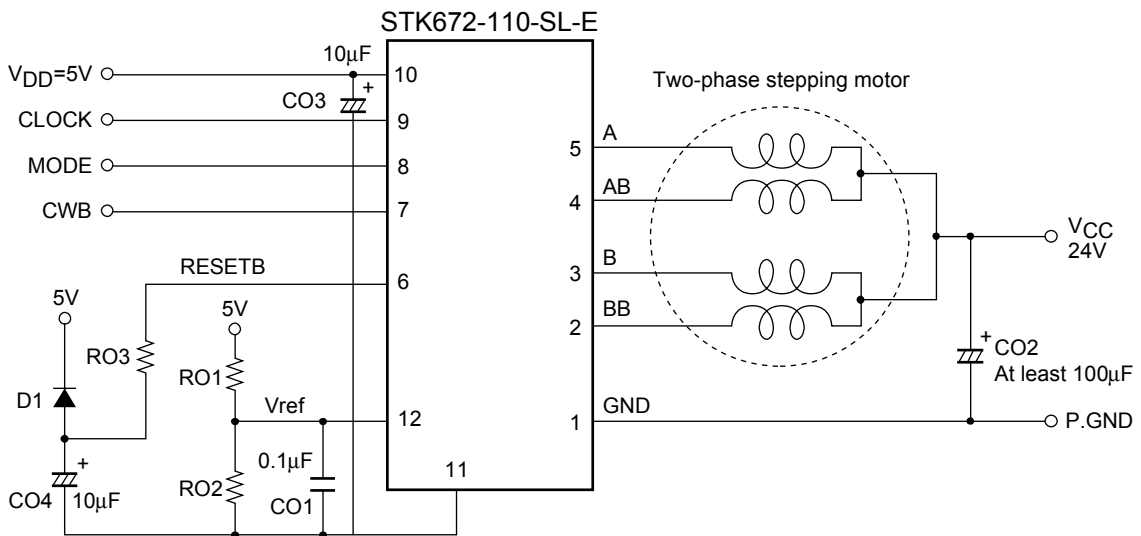 STK672-110-SL-E
10μF
VDD=5V
10
CO3
+
CLOCK
9
MODE
8
CWB
7
RESETB
6
5V
RO3
D1
+
CO4
10μF
5V
RO1
Vref
12
RO2
0.1μF
CO1
11
Two-phase stepping motor
5
A
4
AB
3
B
2
BB
1
GND
VCC
24V
+
CO2
At least 100μF
P.GND